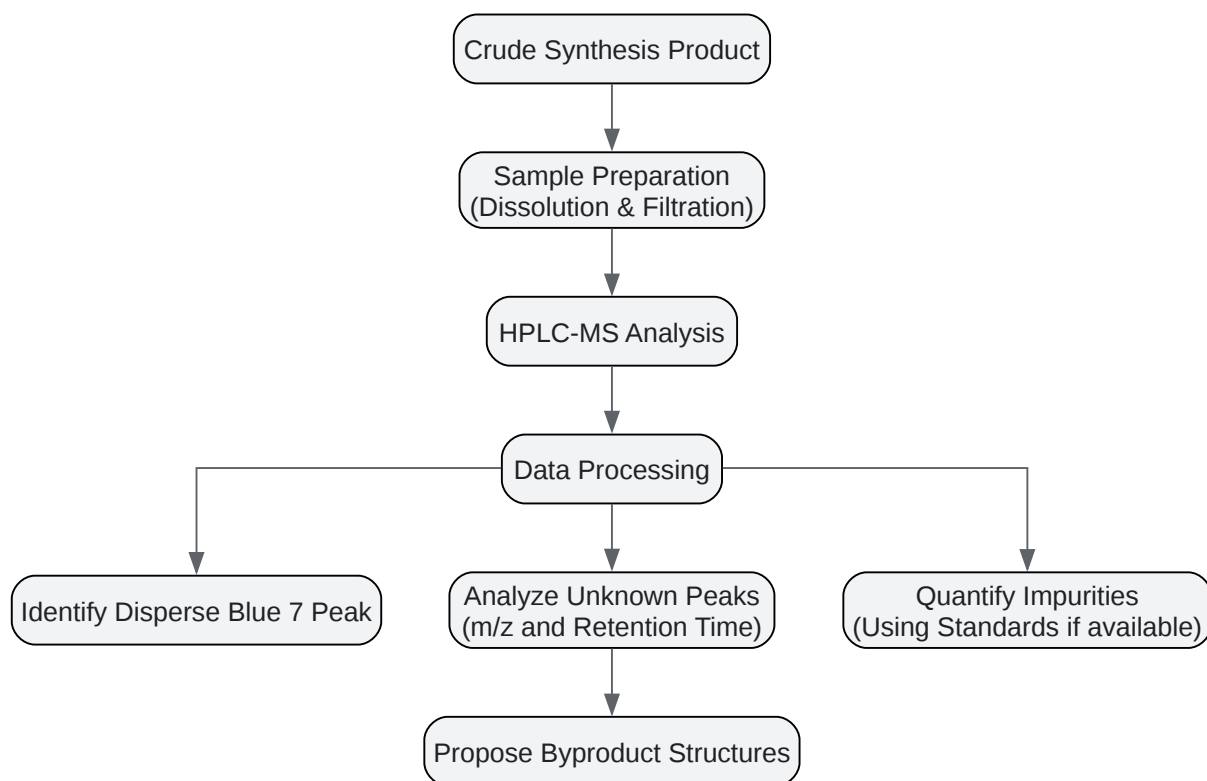 Crude Synthesis Product
Sample Preparation
(Dissolution & Filtration)
HPLC-MS Analysis
Data Processing
Identify Disperse Blue 7 Peak
Analyze Unknown Peaks
(m/z and Retention Time)
Quantify Impurities
(Using Standards if available)
Propose Byproduct Structures